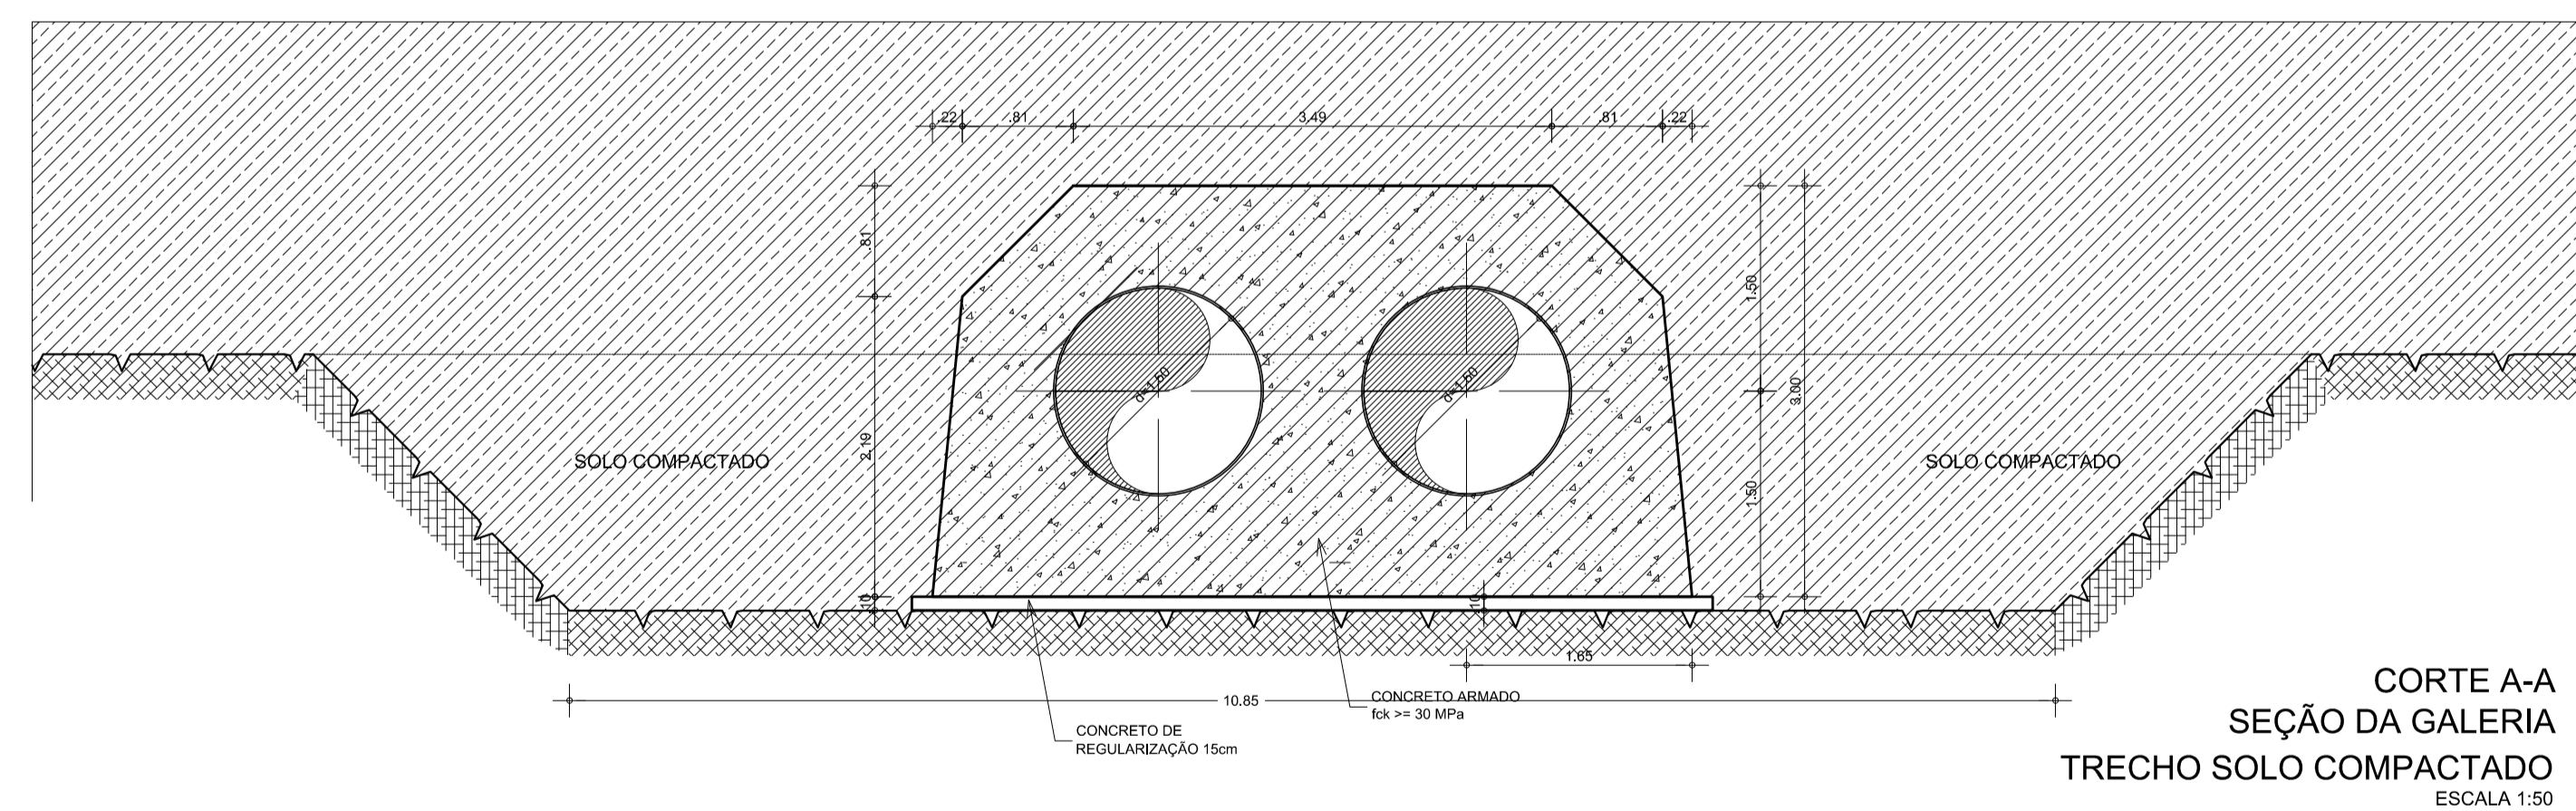 .22 .81 3.49 .81 .22
.81
1.50
3.00
d=1.50 d=1.50
2.19
SOLO COMPACTADO SOLO COMPACTADO
1.50
.10 .10
1.65
10.85
CONCRETO ARMADO
fck >= 30 MPa
CONCRETO DE
REGULARIZAÇÃO 15cm
CORTE A-A
SEÇÃO DA GALERIA
TRECHO SOLO COMPACTADO
ESCALA 1:50